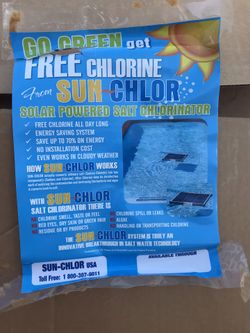 GO GREEN get
FREE CHLORINE
From SUN-CHLOR
SOLAR POWERED SALT CHLORINATOR
✓ FREE CHLORINE ALL DAY LONG
✓ ENERGY SAVING SYSTEM
✓ SAVE UP TO 70% ON ENERGY
✓ NO INSTALLATION COST
✓ EVEN WORKS IN CLOUDY WEATHER
HOW SUN-CHLOR WORKS
WITH SUN-CHLOR
SALT CHLORINATOR THERE IS
CHLORINE SMELL, TASTE OR FEEL
RED EYES, DRY SKIN OR GREEN HAIR
RESIDUE OR BY PRODUCTS
CHLORINE SPILL OR LEAKS
ALGAE
HANDLING OR TRANSPORTING CHLORINE
THE SUN-CHLOR SYSTEM IS TRULY AN
INNOVATIVE BREAKTHROUGH IN SALT WATER TECHNOLOGY
SUN-CHLOR USA
Toll Free: 1 800-307-9011
AVAILABLE THROUGH